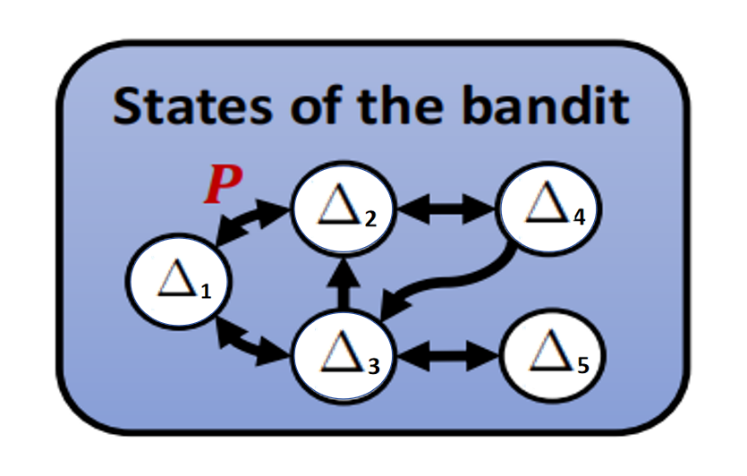 States of the bandit
P
Δ₂
Δ₄
Δ₁
Δ₃
Δ₅